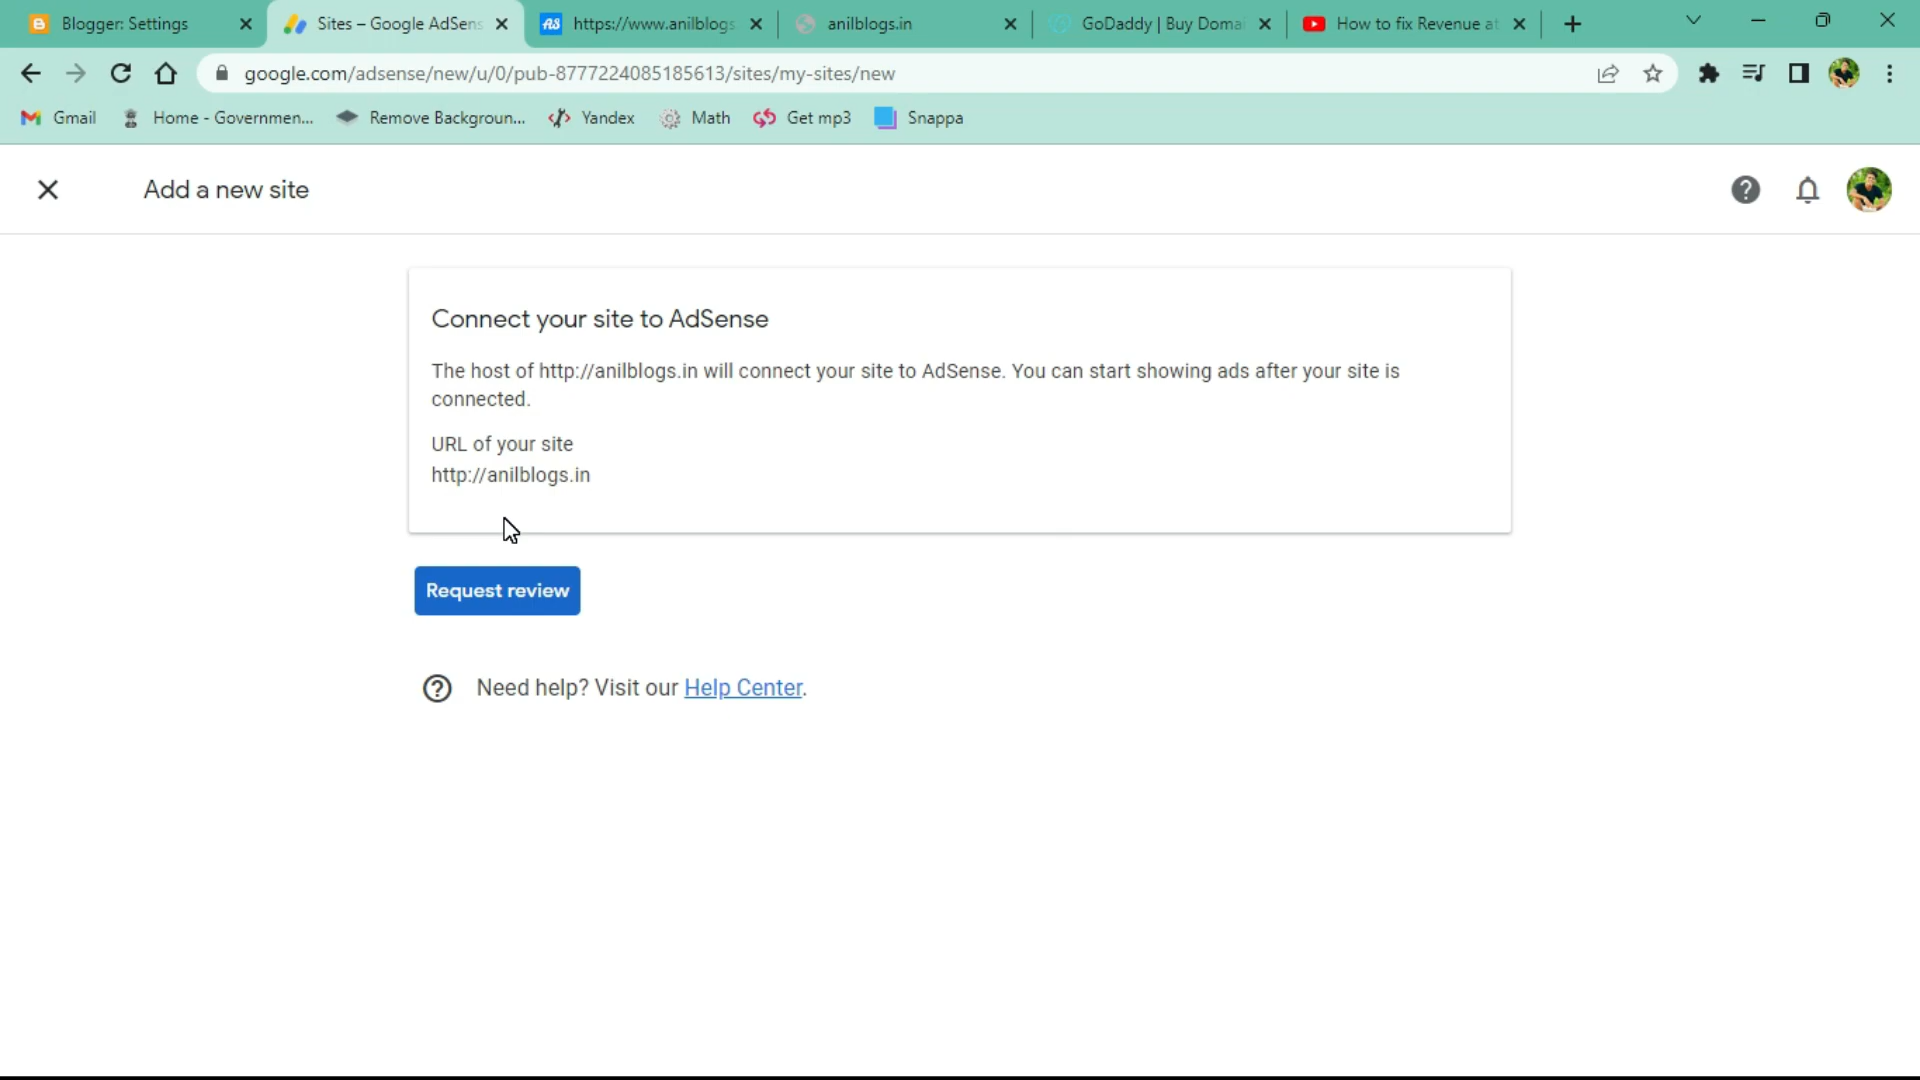 Blogger: Settings
Sites – Google AdSens
https://www.anilblogs.
anilblogs.in
GoDaddy | Buy Domai
How to fix Revenue at
google.com/adsense/new/u/0/pub-8777224085185613/sites/my-sites/new
Gmail
Home - Governmen...
Remove Backgroun...
Yandex
Math
Get mp3
Snappa
Add a new site
Connect your site to AdSense
The host of http://anilblogs.in will connect your site to AdSense. You can start showing ads after your site is
connected.
URL of your site
http://anilblogs.in
Request review
Need help? Visit our Help Center.